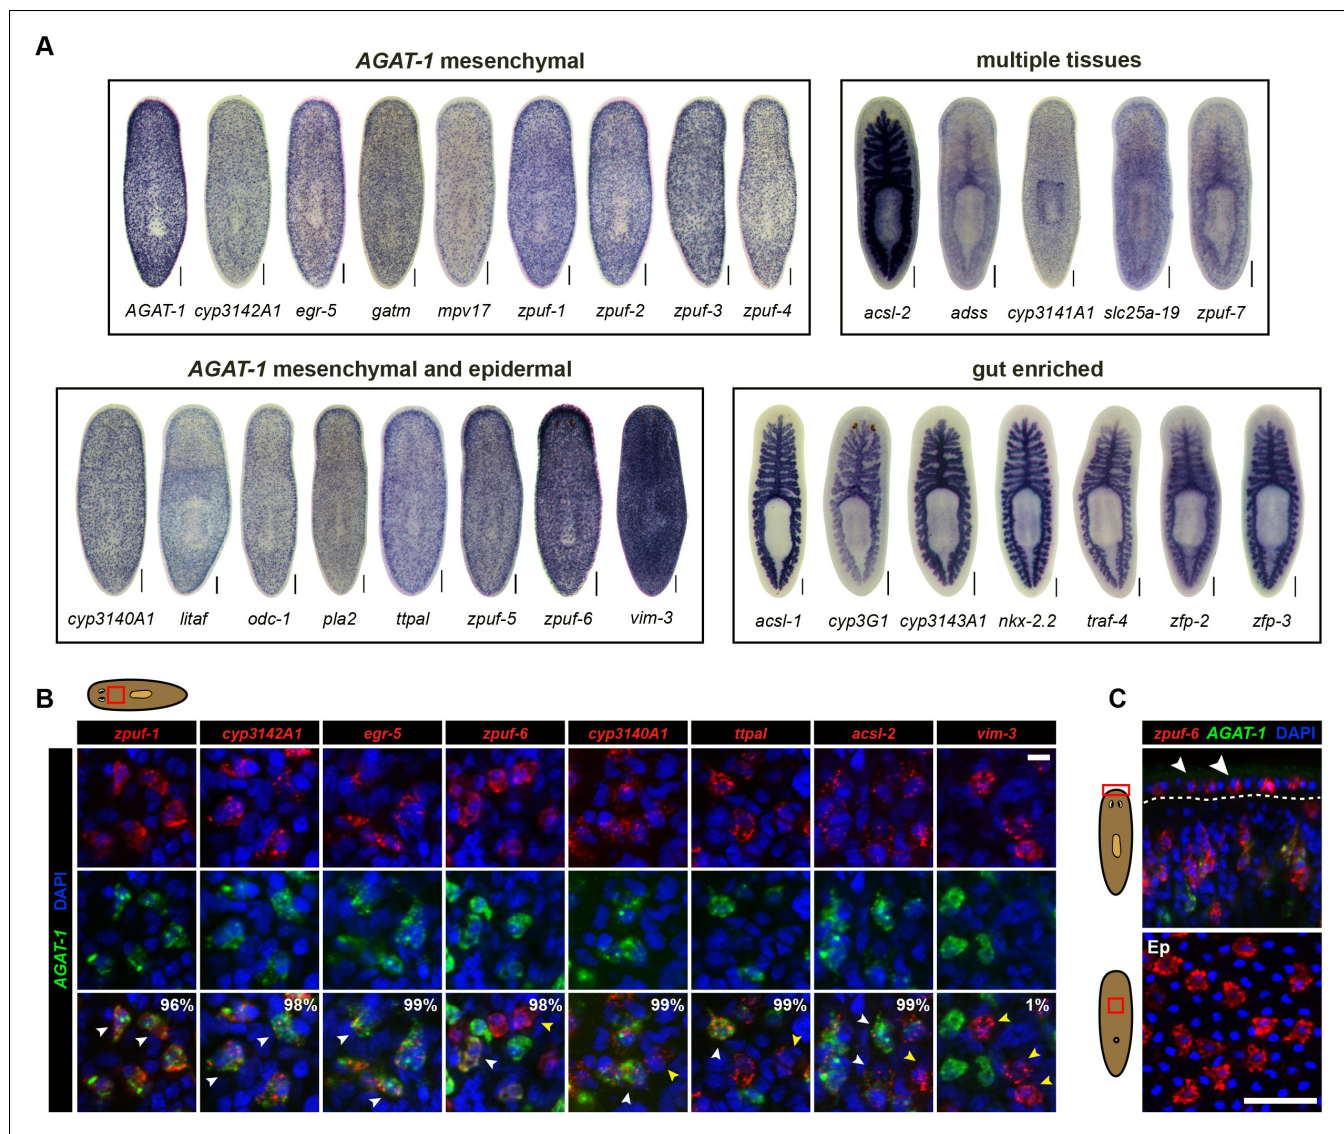 A
AGAT-1 mesenchymal
multiple tissues
AGAT-1 cyp3142A1 egr-5 gatm mpv17 zpuf-1 zpuf-2 zpuf-3 zpuf-4
acsl-2 adss cyp3141A1 slc25a-19 zpuf-7
AGAT-1 mesenchymal and epidermal
gut enriched
cyp3140A1 litaf odc-1 pla2 ttpal zpuf-5 zpuf-6 vim-3
acsl-1 cyp3G1 cyp3143A1 nkx-2.2 traf-4 zfp-2 zfp-3
B
zpuf-1 cyp3142A1 egr-5 zpuf-6 cyp3140A1 ttpal acsl-2 vim-3
AGAT-1 DAPI
96% 98% 99% 98% 99% 99% 99% 1%
C
zpuf-6 AGAT-1 DAPI
Ep